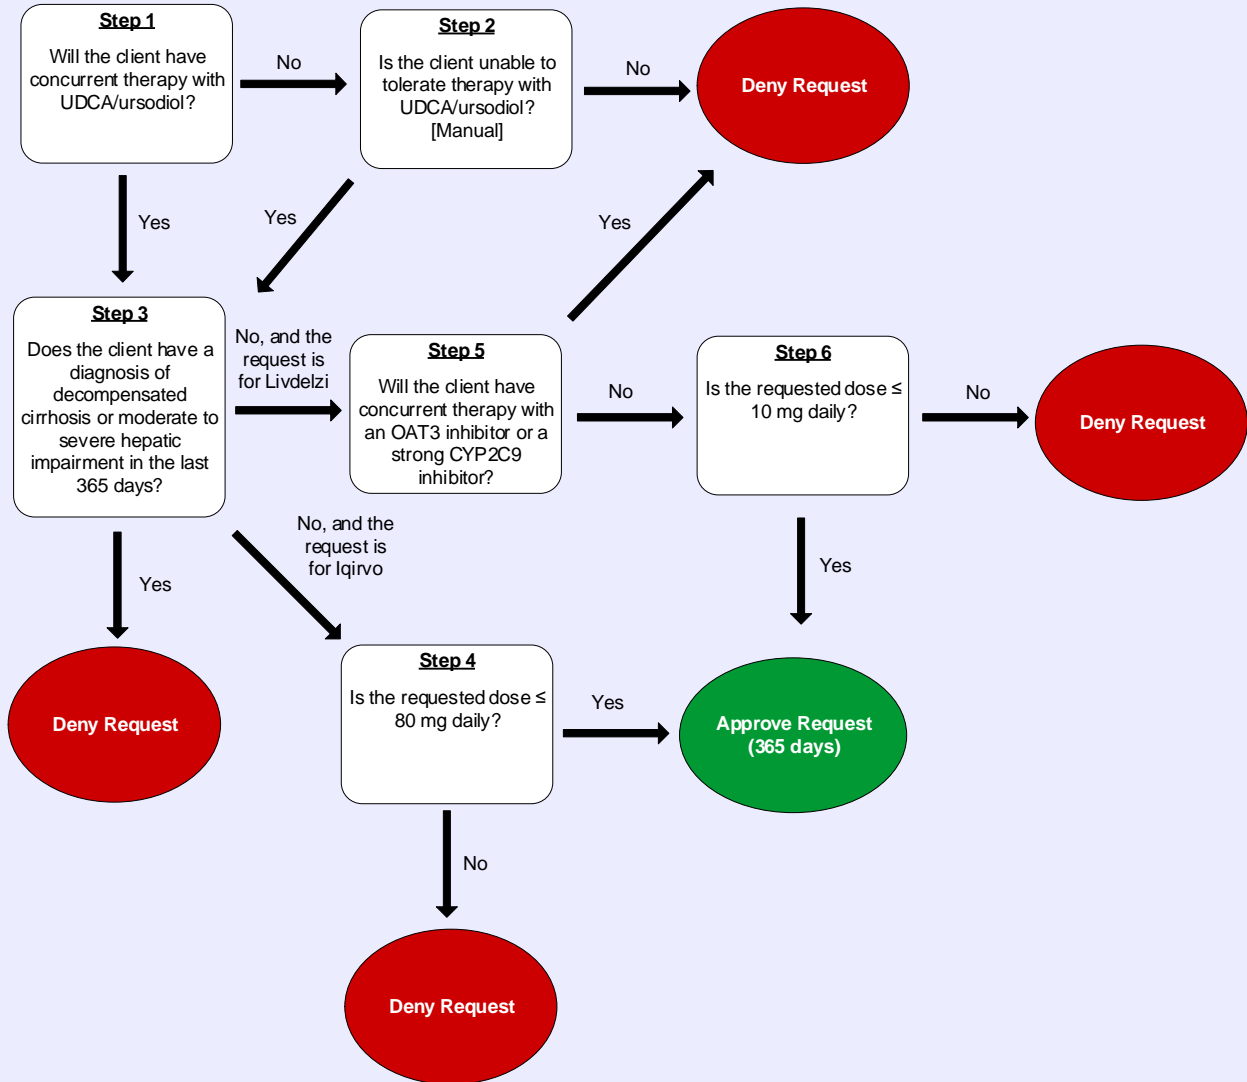 Step 1
Will the client have
concurrent therapy with
UDCA/ursodiol?
No
Step 2
Is the client unable to
tolerate therapy with
UDCA/ursodiol?
[Manual]
No
Deny Request
Yes
Yes
Yes
Step 3
Does the client have a
diagnosis of
decompensated
cirrhosis or moderate to
severe hepatic
impairment in the last
365 days?
No, and the
request is
for Livdelzi
Step 5
Will the client have
concurrent therapy with
an OAT3 inhibitor or a
strong CYP2C9
inhibitor?
No
Step 6
Is the requested dose ≤
10 mg daily?
No
Deny Request
Yes
No, and the
request is
for Iqirvo
Yes
Deny Request
Step 4
Is the requested dose ≤
80 mg daily?
Yes
Approve Request
(365 days)
No
Deny Request